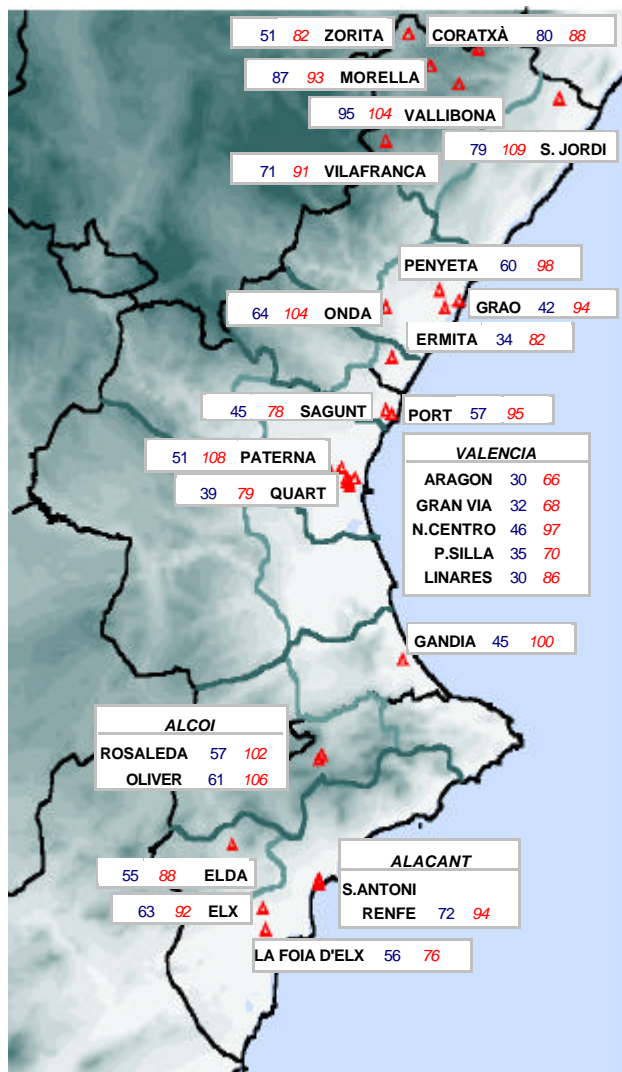 51 82 ZORITA
CORATXÀ 80 88
87 93 MORELLA
95 104 VALLIBONA
79 109 S. JORDI
71 91 VILAFRANCA
PENYETA 60 98
64 104 ONDA
GRAO 42 94
ERMITA 34 82
45 78 SAGUNT
PORT 57 95
51 108 PATERNA
39 79 QUART
VALENCIA
ARAGON 30 66
GRAN VIA 32 68
N.CENTRO 46 97
P.SILLA 35 70
LINARES 30 86
GANDIA 45 100
ALCOI
ROSALEDA 57 102
OLIVER 61 106
55 88 ELDA
63 92 ELX
ALACANT
S.ANTONI
RENFE 72 94
LA FOIA D'ELX 56 76